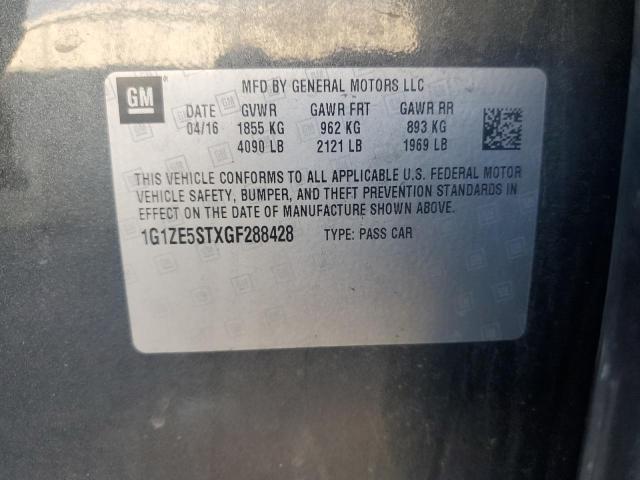 GM MFD BY GENERAL MOTORS LLC
DATE GVWR GAWR FRT GAWR RR
04/16 1855 KG 962 KG 893 KG
4090 LB 2121 LB 1969 LB
THIS VEHICLE CONFORMS TO ALL APPLICABLE U.S. FEDERAL MOTOR
VEHICLE SAFETY, BUMPER, AND THEFT PREVENTION STANDARDS IN
EFFECT ON THE DATE OF MANUFACTURE SHOWN ABOVE.
1G1ZE5STXGF288428 TYPE: PASS CAR